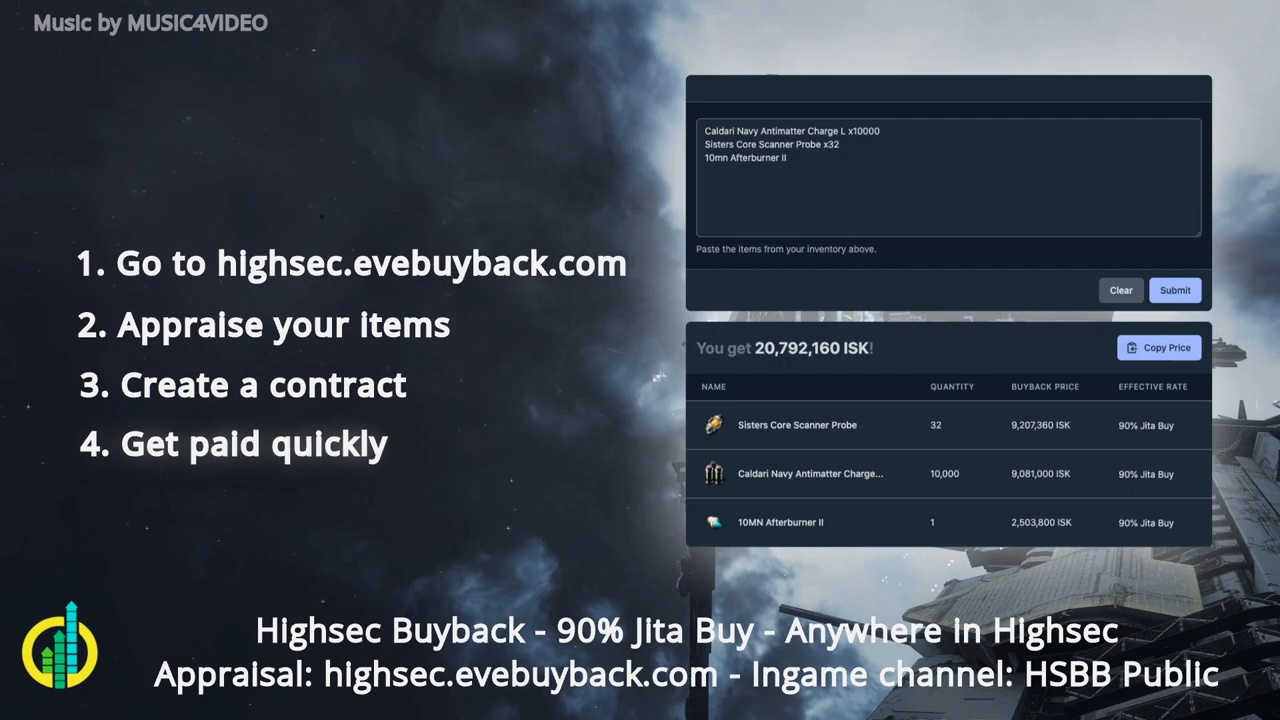 Music by MUSIC4VIDEO
1. Go to highsec.evebuyback.com
2. Appraise your items
3. Create a contract
4. Get paid quickly
Caldari Navy Antimatter Charge L x10000
Sisters Core Scanner Probe x32
10mn Afterburner II
Paste the items from your inventory above.
Clear Submit
You get 20,792,160 ISK! Copy Price
NAME QUANTITY BUYBACK PRICE EFFECTIVE RATE
Sisters Core Scanner Probe 32 9,207,360 ISK 90% Jita Buy
Caldari Navy Antimatter Charge... 10,000 9,081,000 ISK 90% Jita Buy
10MN Afterburner II 1 2,503,800 ISK 90% Jita Buy
Highsec Buyback - 90% Jita Buy - Anywhere in Highsec
Appraisal: highsec.evebuyback.com - Ingame channel: HSBB Public